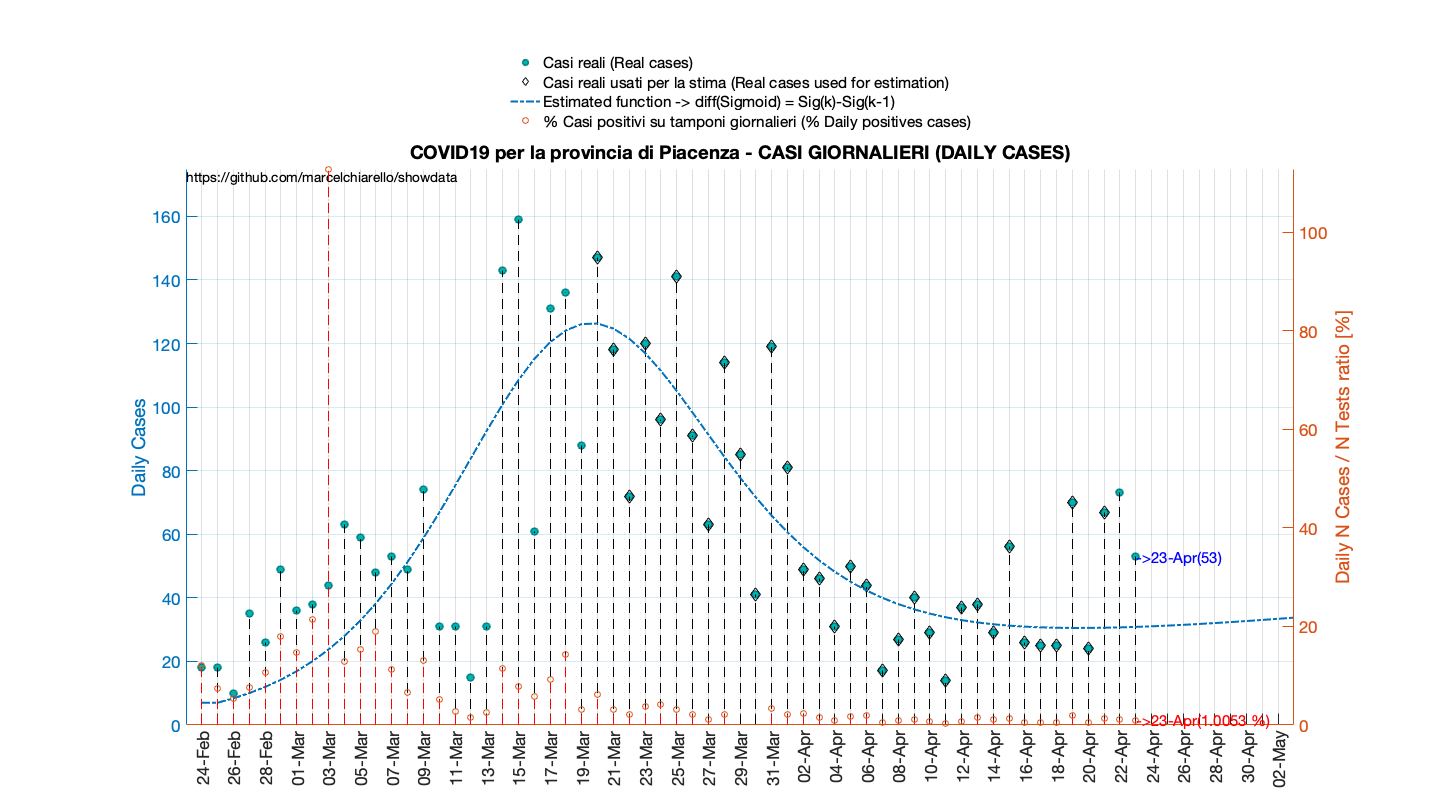 Casi reali (Real cases)
Casi reali usati per la stima (Real cases used for estimation)
Estimated function -> diff(Sigmoid) = Sig(k)-Sig(k-1)
% Casi positivi su tamponi giornalieri (% Daily positives cases)
COVID19 per la provincia di Piacenza - CASI GIORNALIERI (DAILY CASES)
https://github.com/marcelchiarello/showdata
Daily Cases
160
140
120
100
80
60
40
20
0
100
80
60
40
20
0
Daily N Cases / N Tests ratio [%]
->23-Apr(53)
->23-Apr(1.0053 %)
24-Feb
26-Feb
28-Feb
01-Mar
03-Mar
05-Mar
07-Mar
09-Mar
11-Mar
13-Mar
15-Mar
17-Mar
19-Mar
21-Mar
23-Mar
25-Mar
27-Mar
29-Mar
31-Mar
02-Apr
04-Apr
06-Apr
08-Apr
10-Apr
12-Apr
14-Apr
16-Apr
18-Apr
20-Apr
22-Apr
24-Apr
26-Apr
28-Apr
30-Apr
02-May